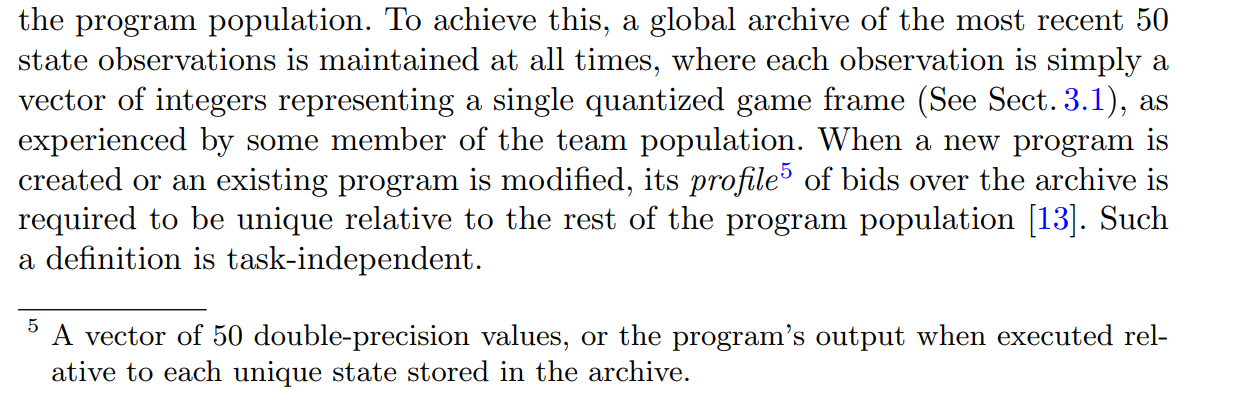 the program population. To achieve this, a global archive of the most recent 50
state observations is maintained at all times, where each observation is simply a
vector of integers representing a single quantized game frame (See Sect. 3.1), as
experienced by some member of the team population. When a new program is
created or an existing program is modified, its profile5 of bids over the archive is
required to be unique relative to the rest of the program population [13]. Such
a definition is task-independent.
5 A vector of 50 double-precision values, or the program's output when executed rel-
ative to each unique state stored in the archive.